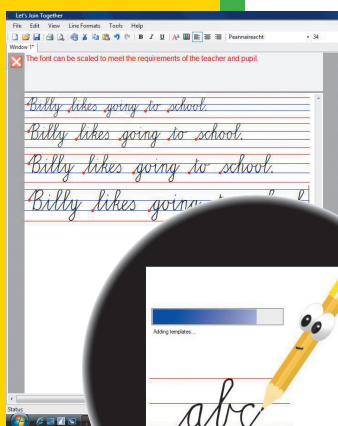 Let's Join Together
File Edit View Line Formats Tools Help
B I U Peannaireacht 34
Window 1*
The font can be scaled to meet the requirements of the teacher and pupil.
Billy likes going to school.
Billy likes going to school.
Billy likes going to school.
Billy likes going to
Adding templates...
abc
Status